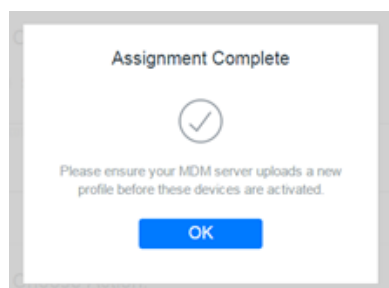 Assignment Complete
Please ensure your MDM server uploads a new
profile before these devices are activated.
OK